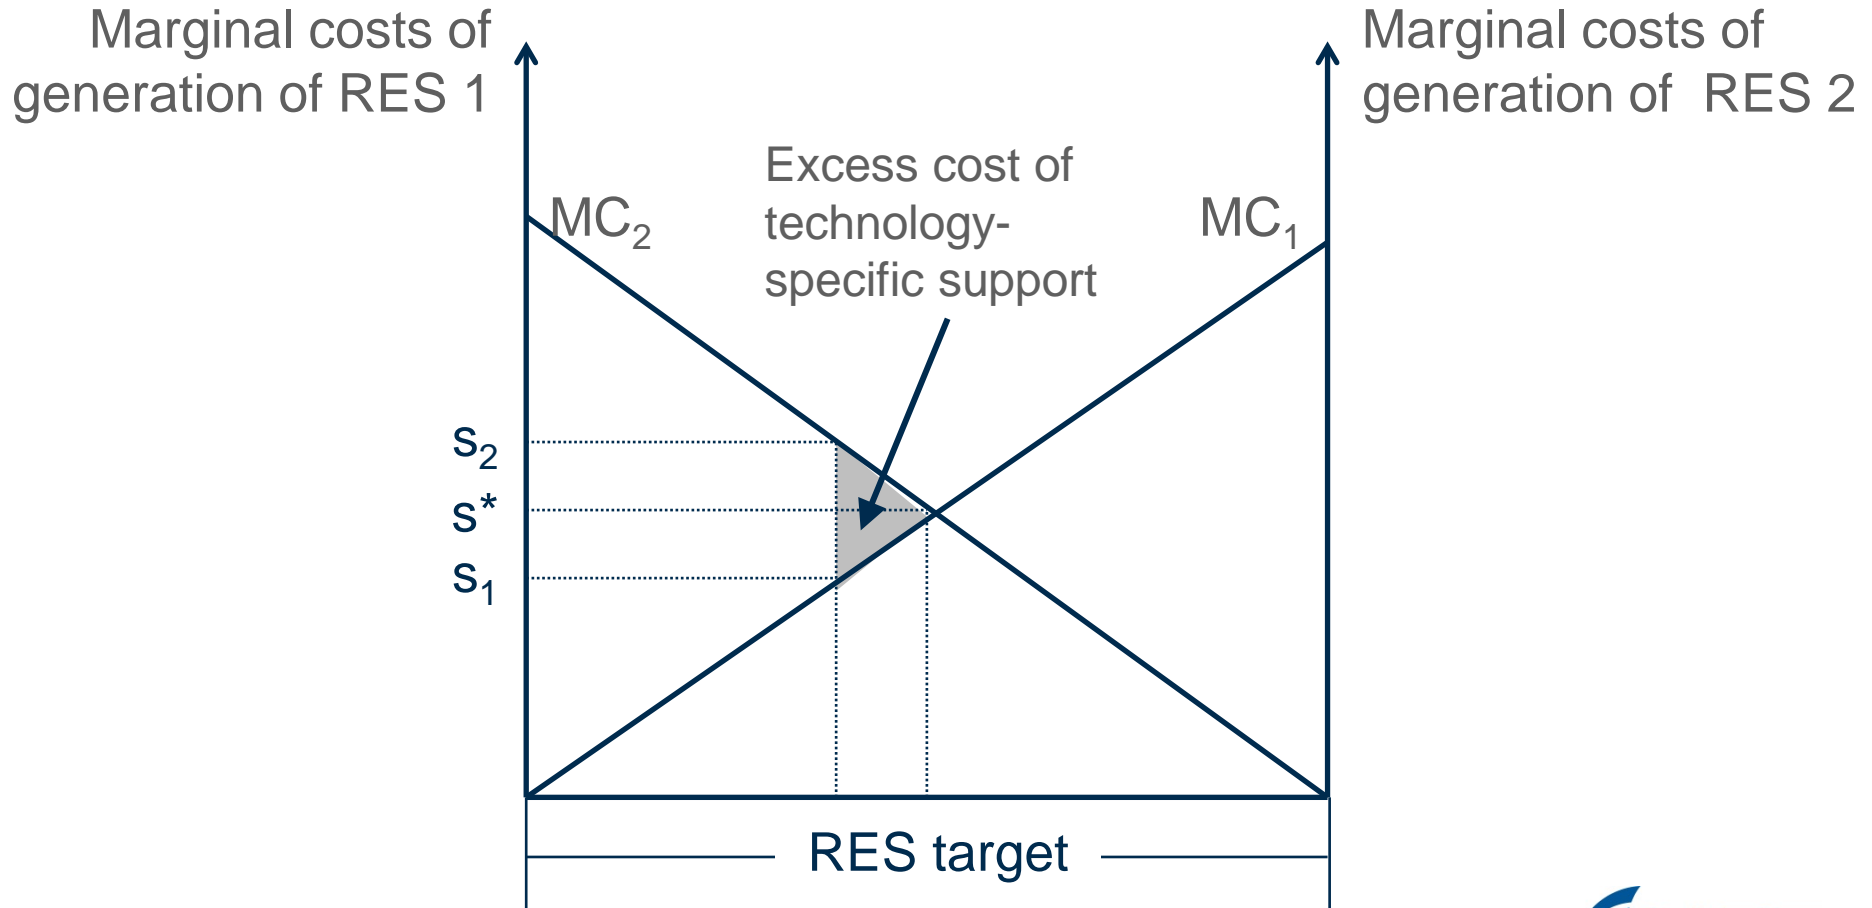 Marginal costs of
generation of RES 1
Marginal costs of
generation of RES 2
Excess cost of
technology-
specific support
MC₂
MC₁
s₂
s*
s₁
RES target